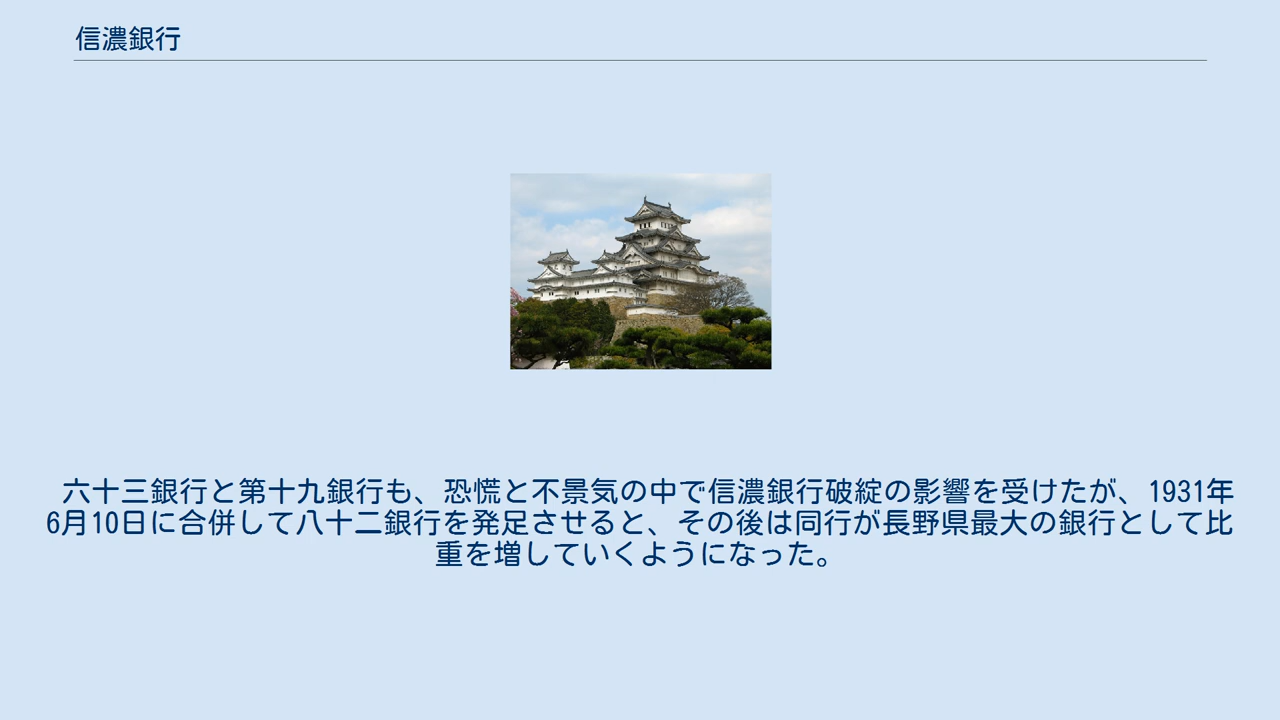 信濃銀行
六十三銀行と第十九銀行も、恐慌と不景気の中で信濃銀行破綻の影響を受けたが、1931年
6月10日に合併して八十二銀行を発足させると、その後は同行が長野県最大の銀行として比
重を増していくようになった。